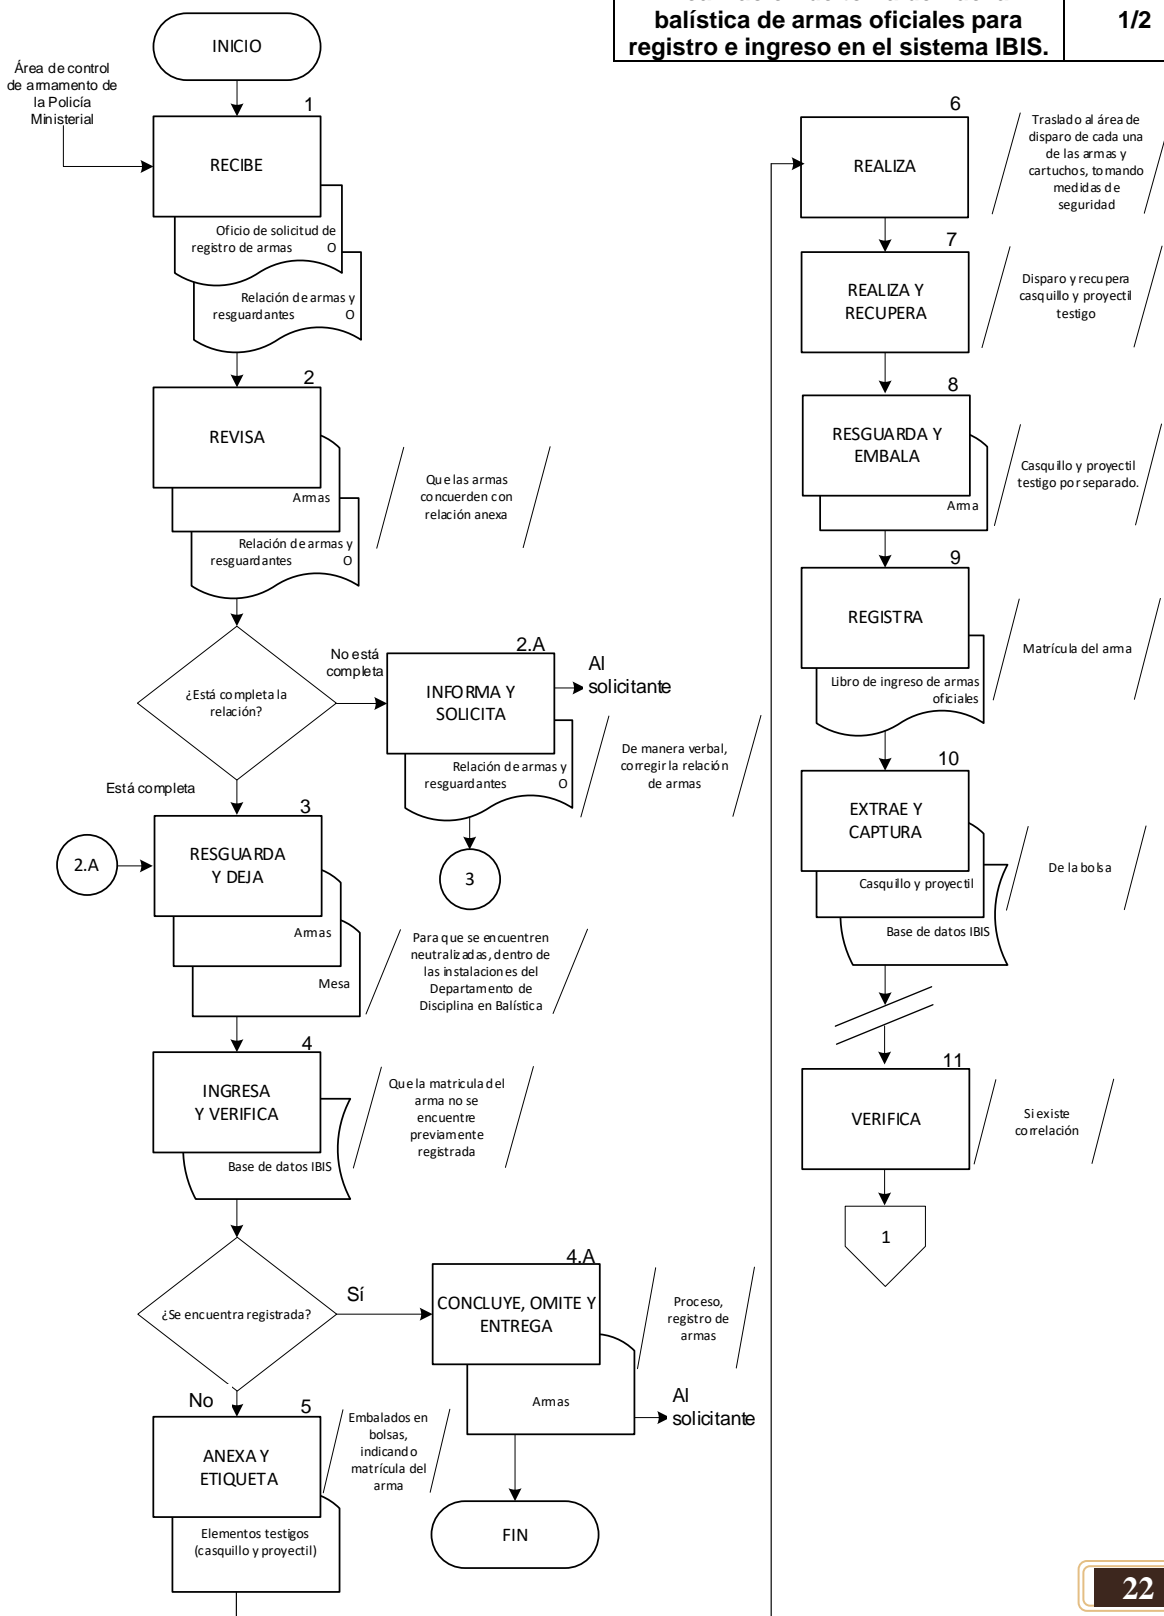 balística de armas oficiales para
registro e ingreso en el sistema IBIS.
1/2
INICIO
Área de control
de armamento de
la Policía
Ministerial
1
RECIBE
Oficio de solicitud de
registro de armas O
Relación de armas y
resguardantes O
2
REVISA
Armas
Relación de armas y
resguardantes O
Que las armas
concuerden con
relación anexa
¿Está completa la
relación?
No está
completa
2.A
INFORMA Y
SOLICITA
Al
solicitante
Relación de armas y
resguardantes O
De manera verbal,
corregir la relación
de armas
3
Está completa
2.A
3
RESGUARDA
Y DEJA
Armas
Mesa
Para que se encuentren
neutralizadas, dentro de
las instalaciones del
Departamento de
Disciplina en Balística
4
INGRESA
Y VERIFICA
Base de datos IBIS
Que la matricula del
arma no se
encuentre
previamente
registrada
¿Se encuentra registrada?
Sí
4.A
CONCLUYE, OMITE Y
ENTREGA
Armas
Proceso,
registro de
armas
Al
solicitante
FIN
No
5
ANEXA Y
ETIQUETA
Elementos testigos
(casquillo y proyectil)
Embalados en
bolsas,
indicando
matrícula del
arma
6
REALIZA
Traslado al área de
disparo de cada una
de las armas y
cartuchos, tomando
medidas de
seguridad
7
REALIZA Y
RECUPERA
Disparo y recupera
casquillo y proyectil
testigo
8
RESGUARDA Y
EMBALA
Arma
Casquillo y proyectil
testigo por separado.
9
REGISTRA
Libro de ingreso de armas
oficiales
Matrícula del arma
10
EXTRAE Y
CAPTURA
Casquillo y proyectil
Base de datos IBIS
De la bolsa
11
VERIFICA
Si existe
correlación
1
22